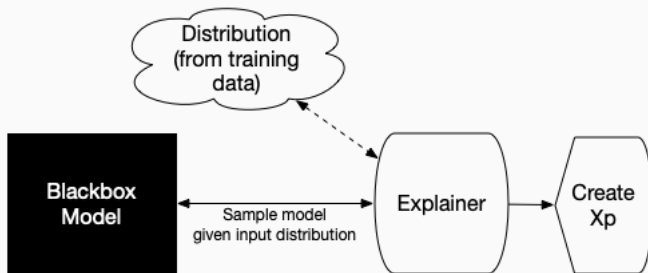 Distribution
(from training
data)
Blackbox
Model
Sample model
given input distribution
Explainer
Create
Xp